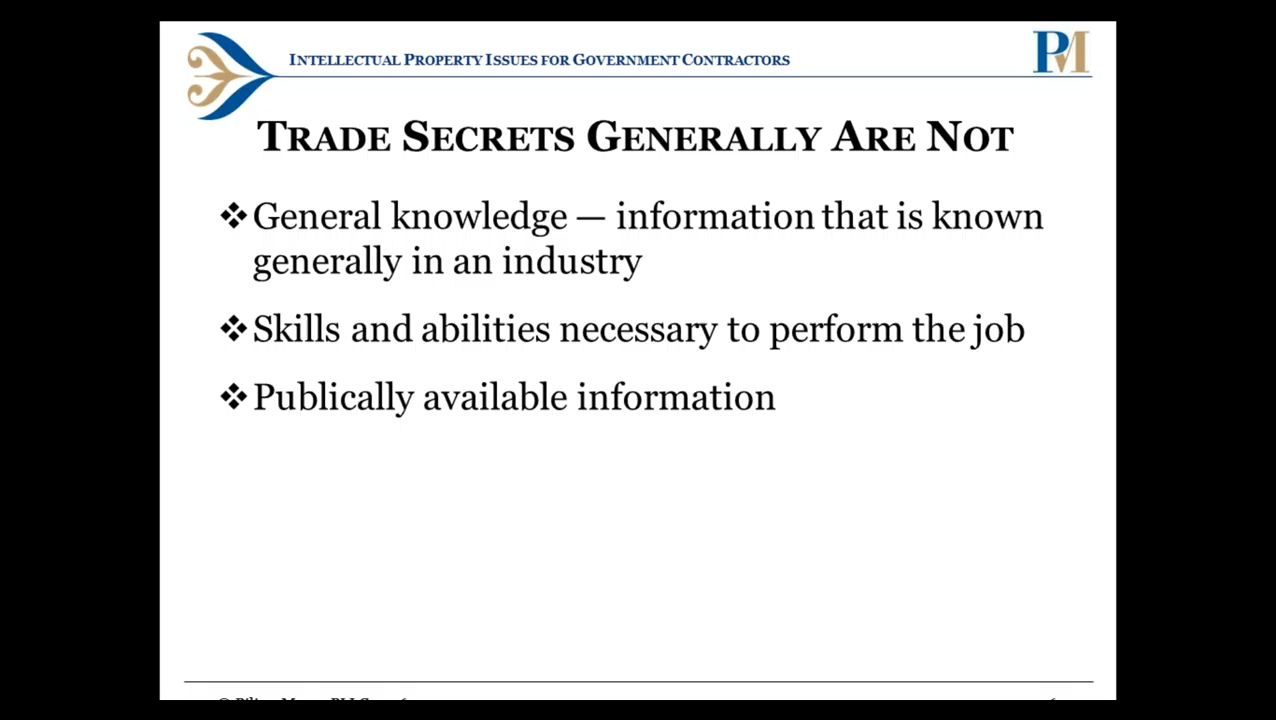 INTELLECTUAL PROPERTY ISSUES FOR GOVERNMENT CONTRACTORS
PM
TRADE SECRETS GENERALLY ARE NOT
❖ General knowledge — information that is known
generally in an industry
❖ Skills and abilities necessary to perform the job
❖ Publically available information